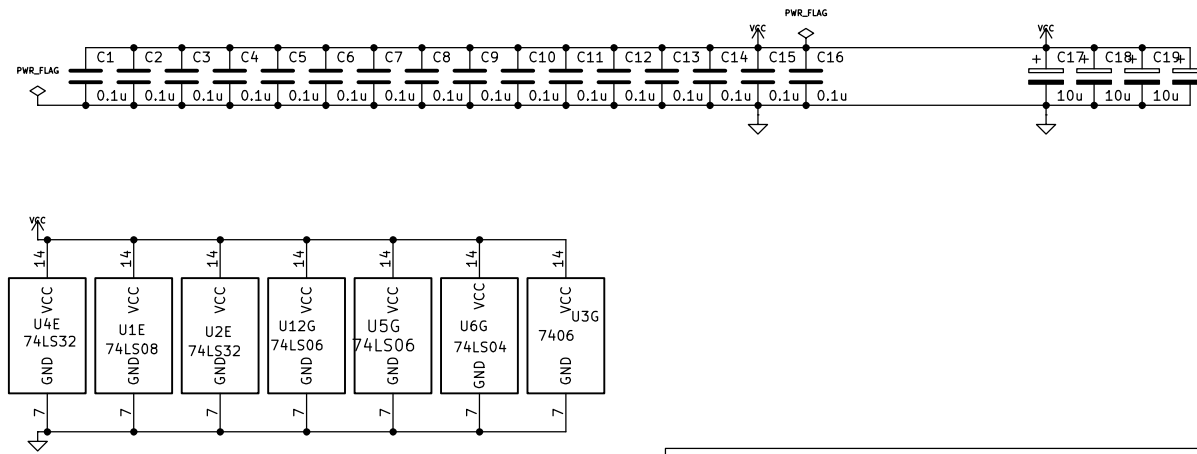 PWR_FLAG
VCC
VCC
C1 C2 C3 C4 C5 C6 C7 C8 C9 C10 C11 C12 C13 C14 C15 C16
+ C17 + C18 + C19 +
PWR_FLAG
0.1u 0.1u 0.1u 0.1u 0.1u 0.1u 0.1u 0.1u 0.1u 0.1u 0.1u 0.1u 0.1u 0.1u 0.1u 0.1u
10u 10u 10u
VCC
14 14 14 14 14 14 14
VCC VCC VCC VCC VCC VCC VCC
U4E U1E U2E U12G U5G U6G U3G
74LS32 74LS08 74LS32 74LS06 74LS06 74LS04 7406
GND GND GND GND GND GND GND
7 7 7 7 7 7 7